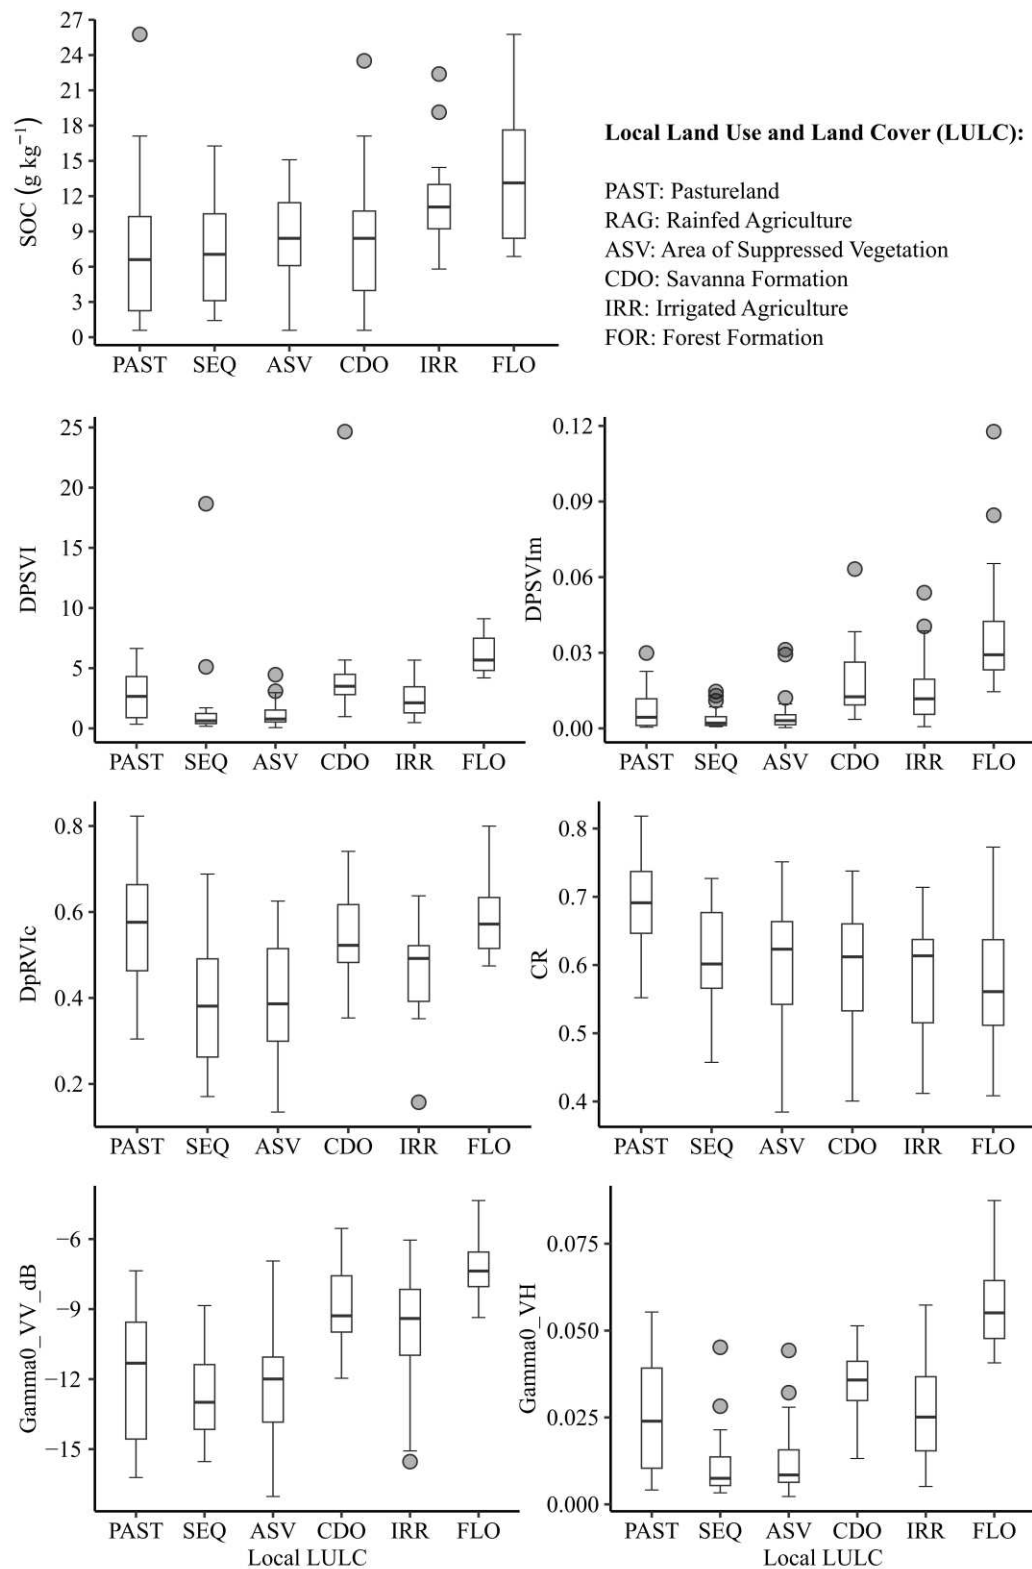 27
24
21
18
15
12
9
6
3
0
SOC (g kg⁻¹)
PAST SEQ ASV CDO IRR FLO
Local Land Use and Land Cover (LULC):
PAST: Pastureland
RAG: Rainfed Agriculture
ASV: Area of Suppressed Vegetation
CDO: Savanna Formation
IRR: Irrigated Agriculture
FOR: Forest Formation
25
20
15
10
5
0
DPSVI
PAST SEQ ASV CDO IRR FLO
0.12
0.09
0.06
0.03
0.00
DPSVIm
PAST SEQ ASV CDO IRR FLO
0.8
0.6
0.4
0.2
DpRVIc
PAST SEQ ASV CDO IRR FLO
0.8
0.7
0.6
0.5
0.4
CR
PAST SEQ ASV CDO IRR FLO
−6
−9
−12
−15
Gamma0_VV_dB
PAST SEQ ASV CDO IRR FLO
Local LULC
0.075
0.050
0.025
0.000
Gamma0_VH
PAST SEQ ASV CDO IRR FLO
Local LULC